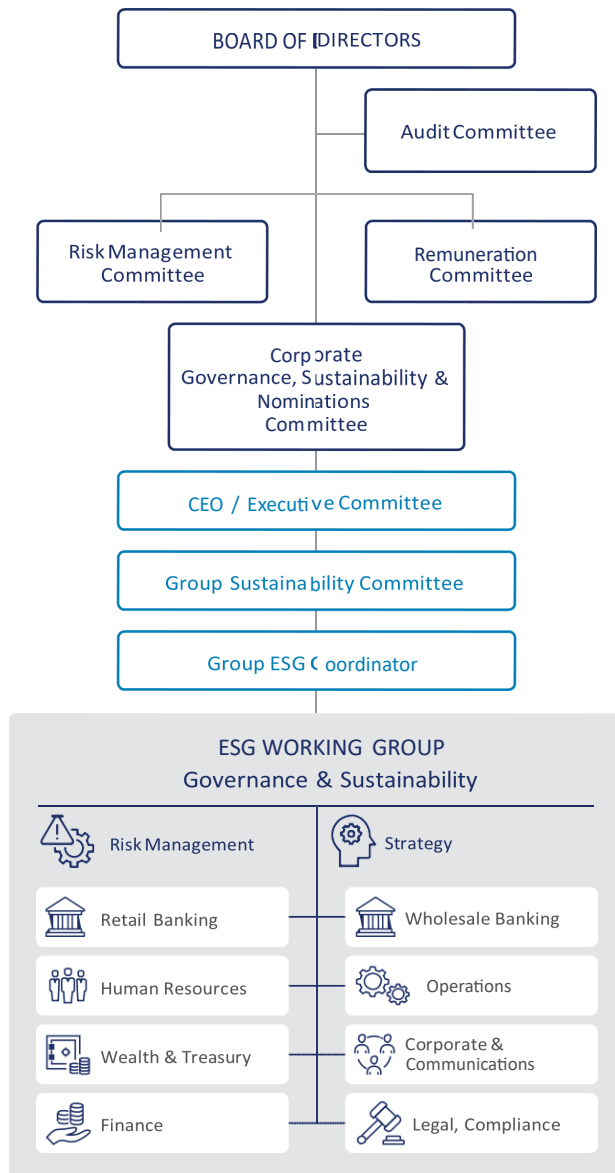 BOARD OF DIRECTORS
Audit Committee
Risk Management
Committee
Remuneration
Committee
Corporate
Governance, Sustainability &
Nominations
Committee
CEO / Executive Committee
Group Sustainability Committee
Group ESG Coordinator
ESG WORKING GROUP
Governance & Sustainability
Risk Management
Strategy
Retail Banking
Wholesale Banking
Human Resources
Operations
Wealth & Treasury
Corporate &
Communications
Finance
Legal, Compliance